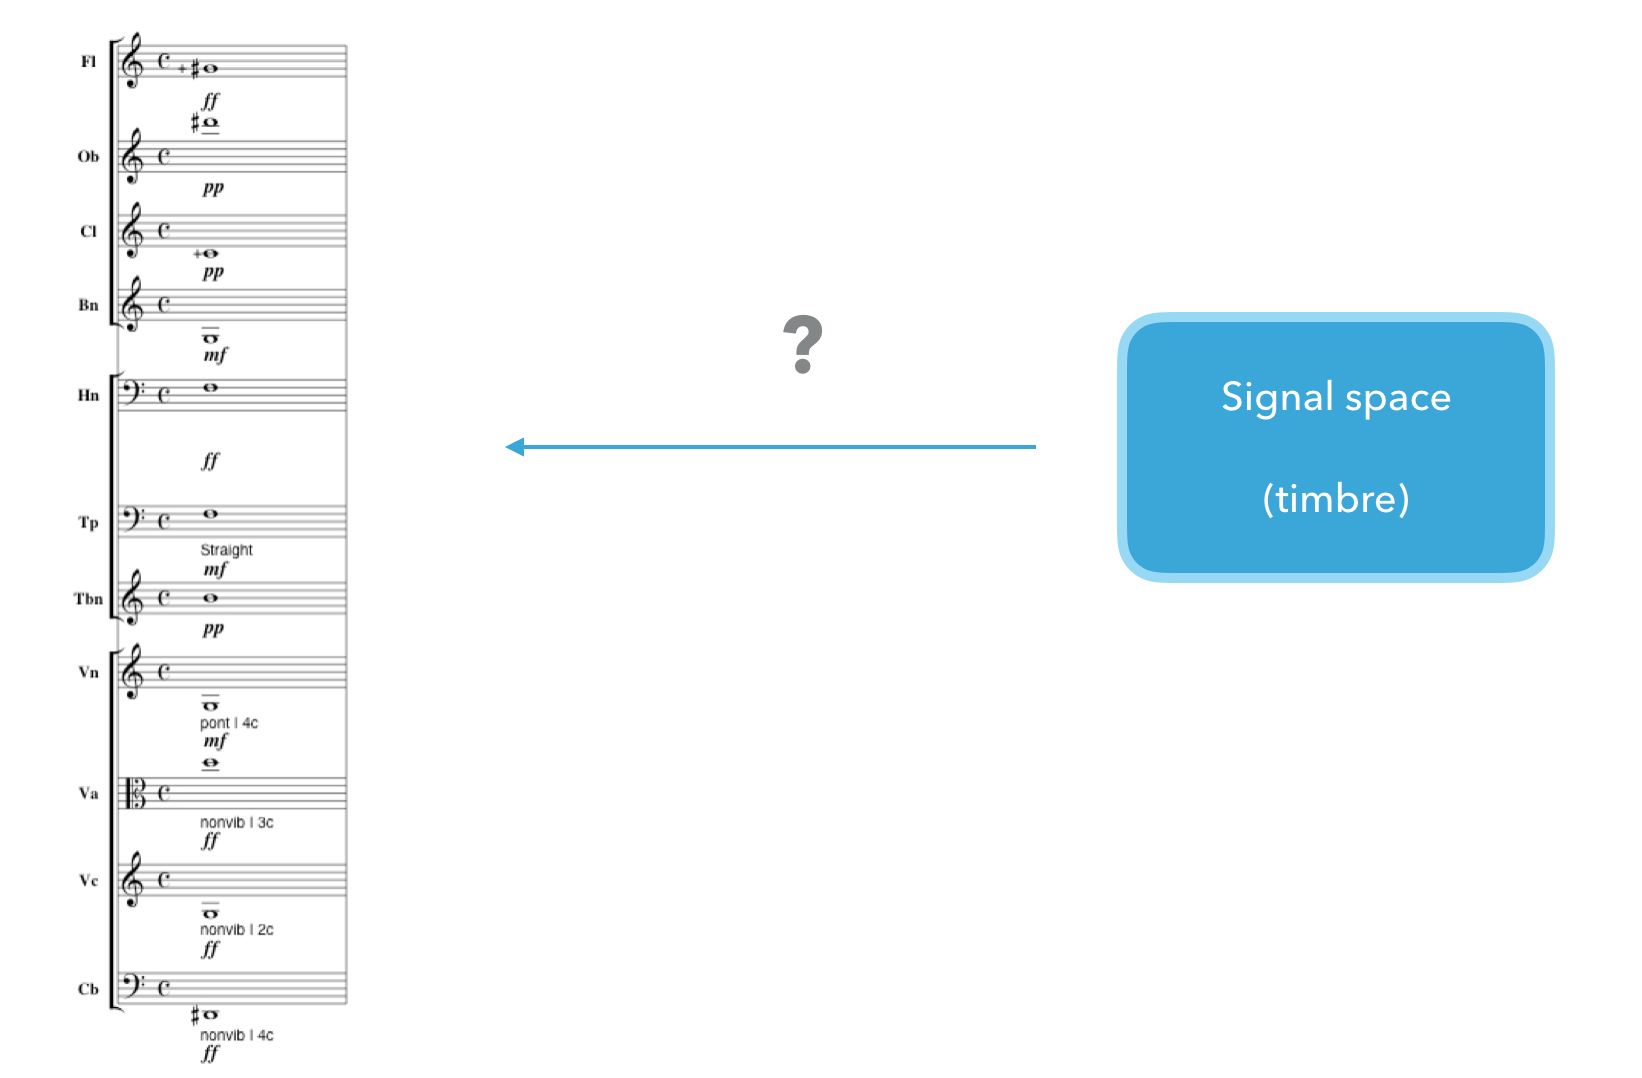 Fl
ff
Ob
pp
Cl
pp
Bn
mf
Hn
ff
Tp
Straight
mf
Tbn
pp
Vn
pont | 4c
mf
Va
nonvib | 3c
ff
Vc
nonvib | 2c
ff
Cb
nonvib | 4c
ff
?
Signal space
(timbre)